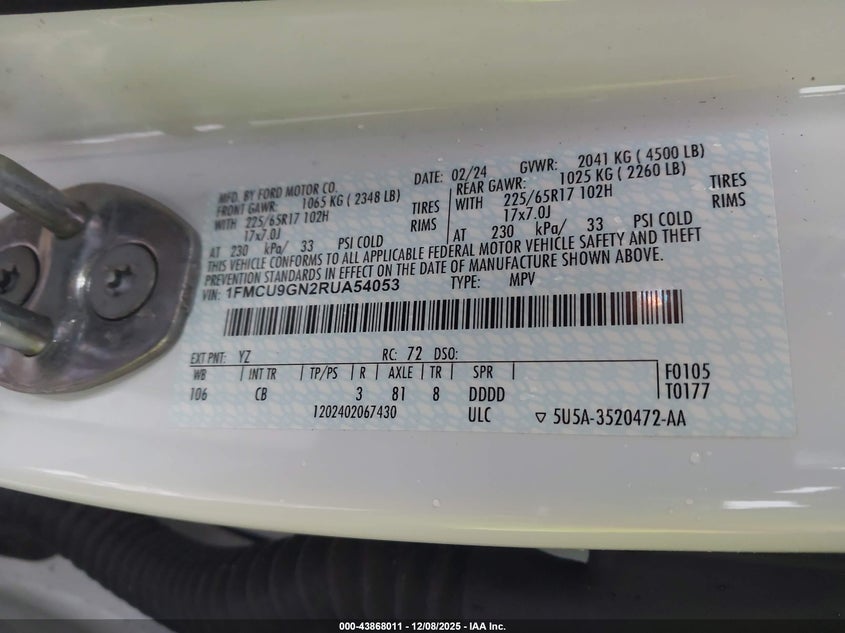 MFD. BY FORD MOTOR CO.
DATE: 02/24 GVWR: 2041 KG ( 4500 LB)
FRONT GAWR: 1065 KG ( 2348 LB) REAR GAWR: 1025 KG ( 2260 LB)
WITH 225/65R17 102H TIRES WITH 225/65R17 102H TIRES
17x7.0J RIMS 17x7.0J RIMS
AT 230 kPa/ 33 PSI COLD AT 230 kPa/ 33 PSI COLD
THIS VEHICLE CONFORMS TO ALL APPLICABLE FEDERAL MOTOR VEHICLE SAFETY AND THEFT
PREVENTION STANDARDS IN EFFECT ON THE DATE OF MANUFACTURE SHOWN ABOVE.
VIN: 1FMCU9GN2RUA54053 TYPE: MPV
EXT PNT: YZ RC: 72 DSO:
WB INT TR TP/PS R AXLE TR SPR F0105
106 CB 3 81 8 DDDD T0177
1202402067430 ULC ▽ 5U5A-3520472-AA
000-43868011 - 12/08/2025 - IAA Inc.